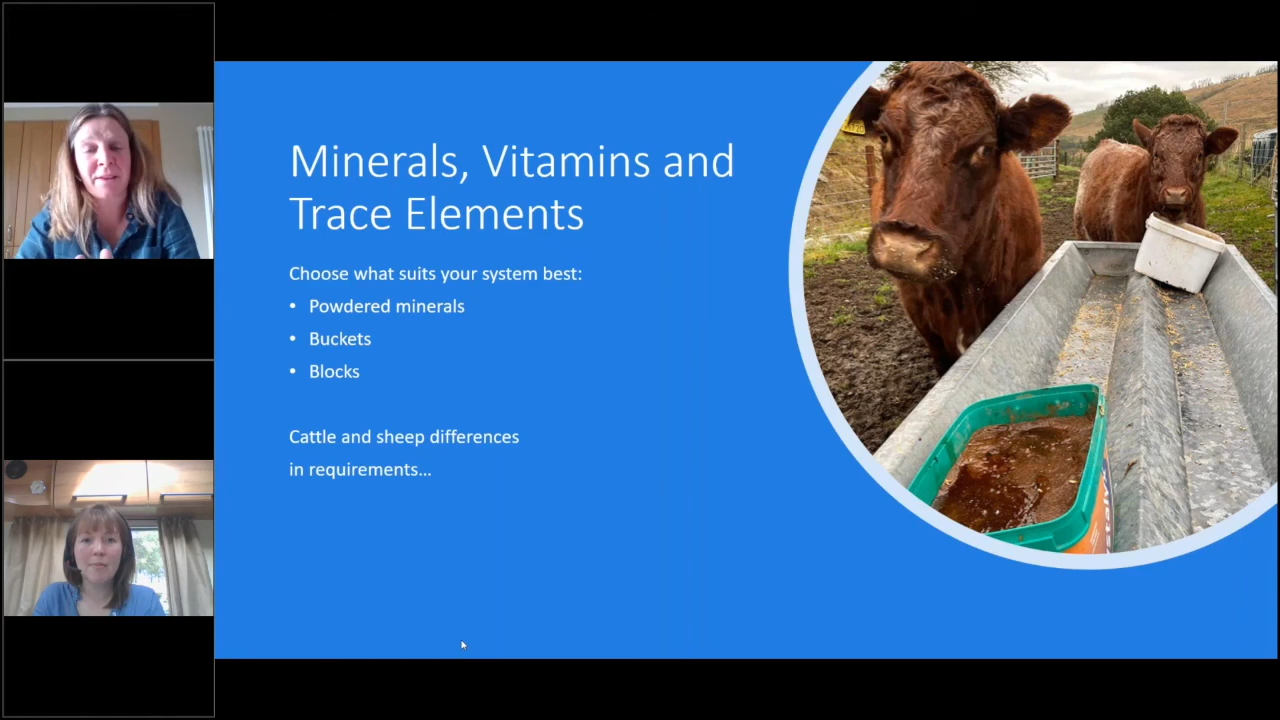 Minerals, Vitamins and
Trace Elements
Choose what suits your system best:
• Powdered minerals
• Buckets
• Blocks
Cattle and sheep differences
in requirements...